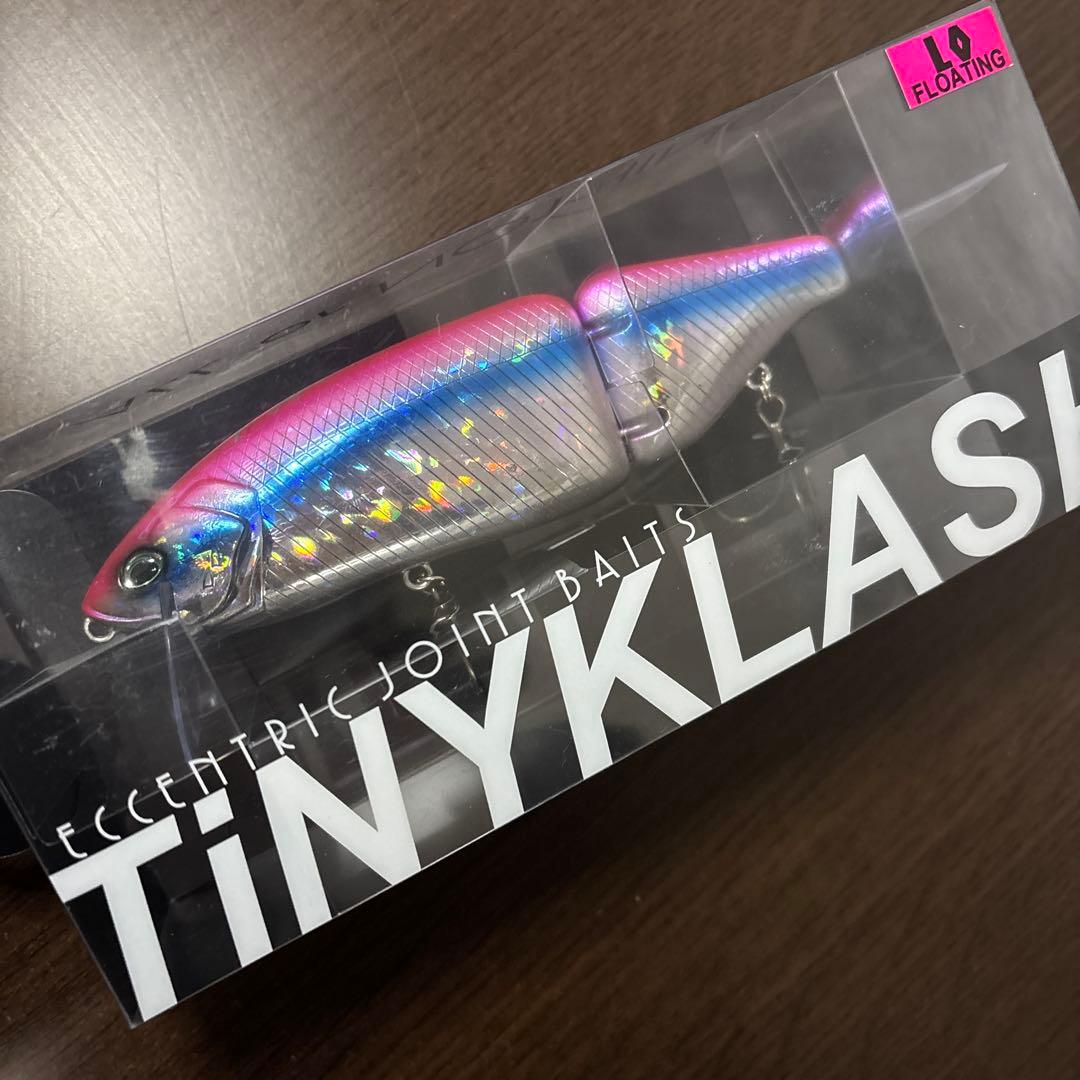 LO
FLOATING
ECCENTRIC JOINT BAITS
TiNYKLASH